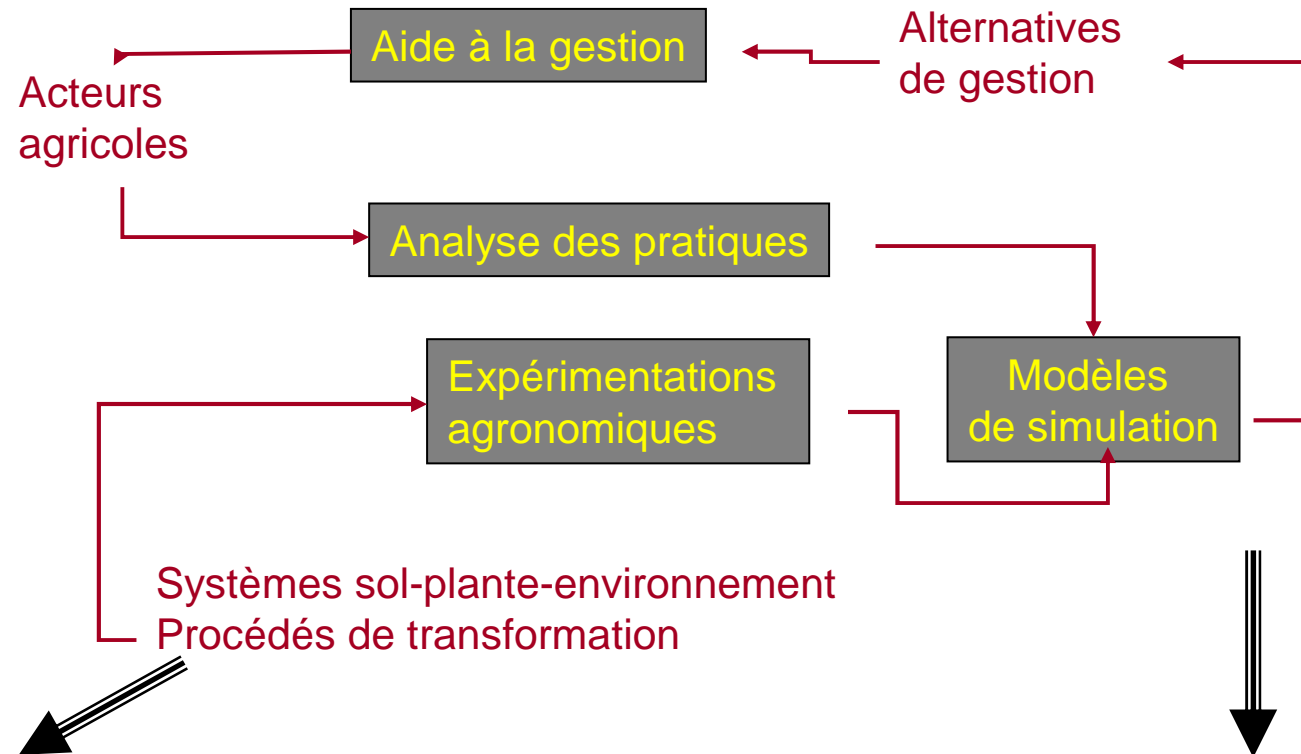 Aide à la gestion
Alternatives
de gestion
Acteurs
agricoles
Analyse des pratiques
Expérimentations
agronomiques
Modèles
de simulation
Systèmes sol-plante-environnement
Procédés de transformation